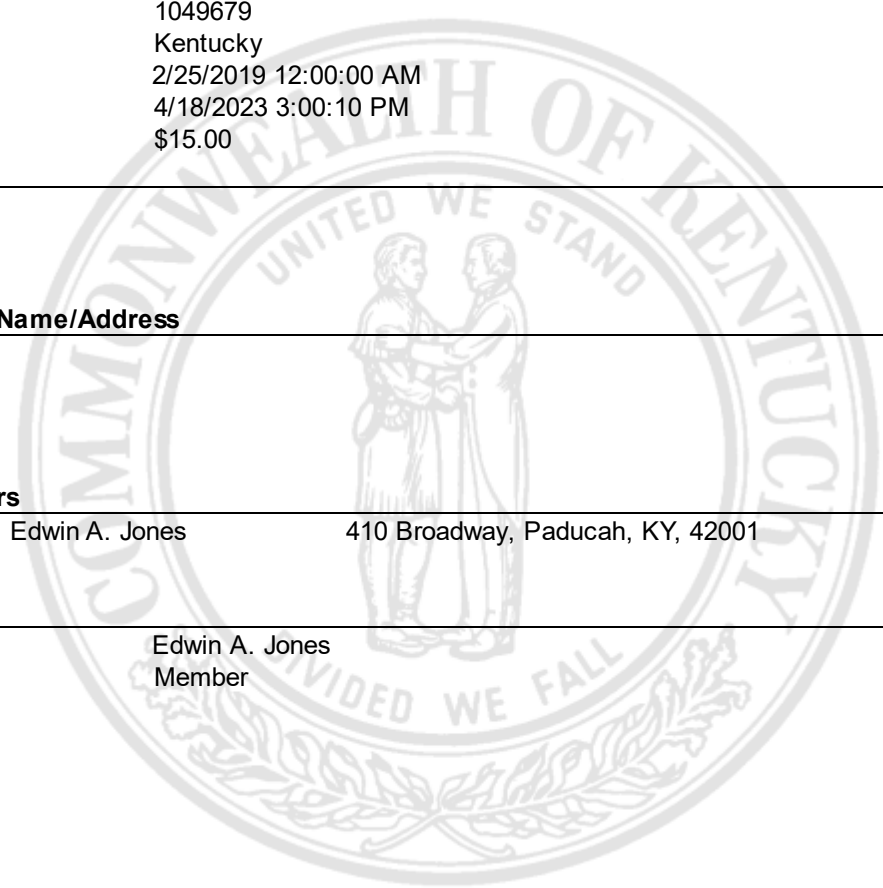 1049679
Kentucky
2/25/2019 12:00:00 AM
4/18/2023 3:00:10 PM
$15.00
COMMONWEALTH OF KENTUCKY
UNITED WE STAND
Name/Address
rs
Edwin A. Jones 410 Broadway, Paducah, KY, 42001
Edwin A. Jones
Member
DIVIDED WE FALL